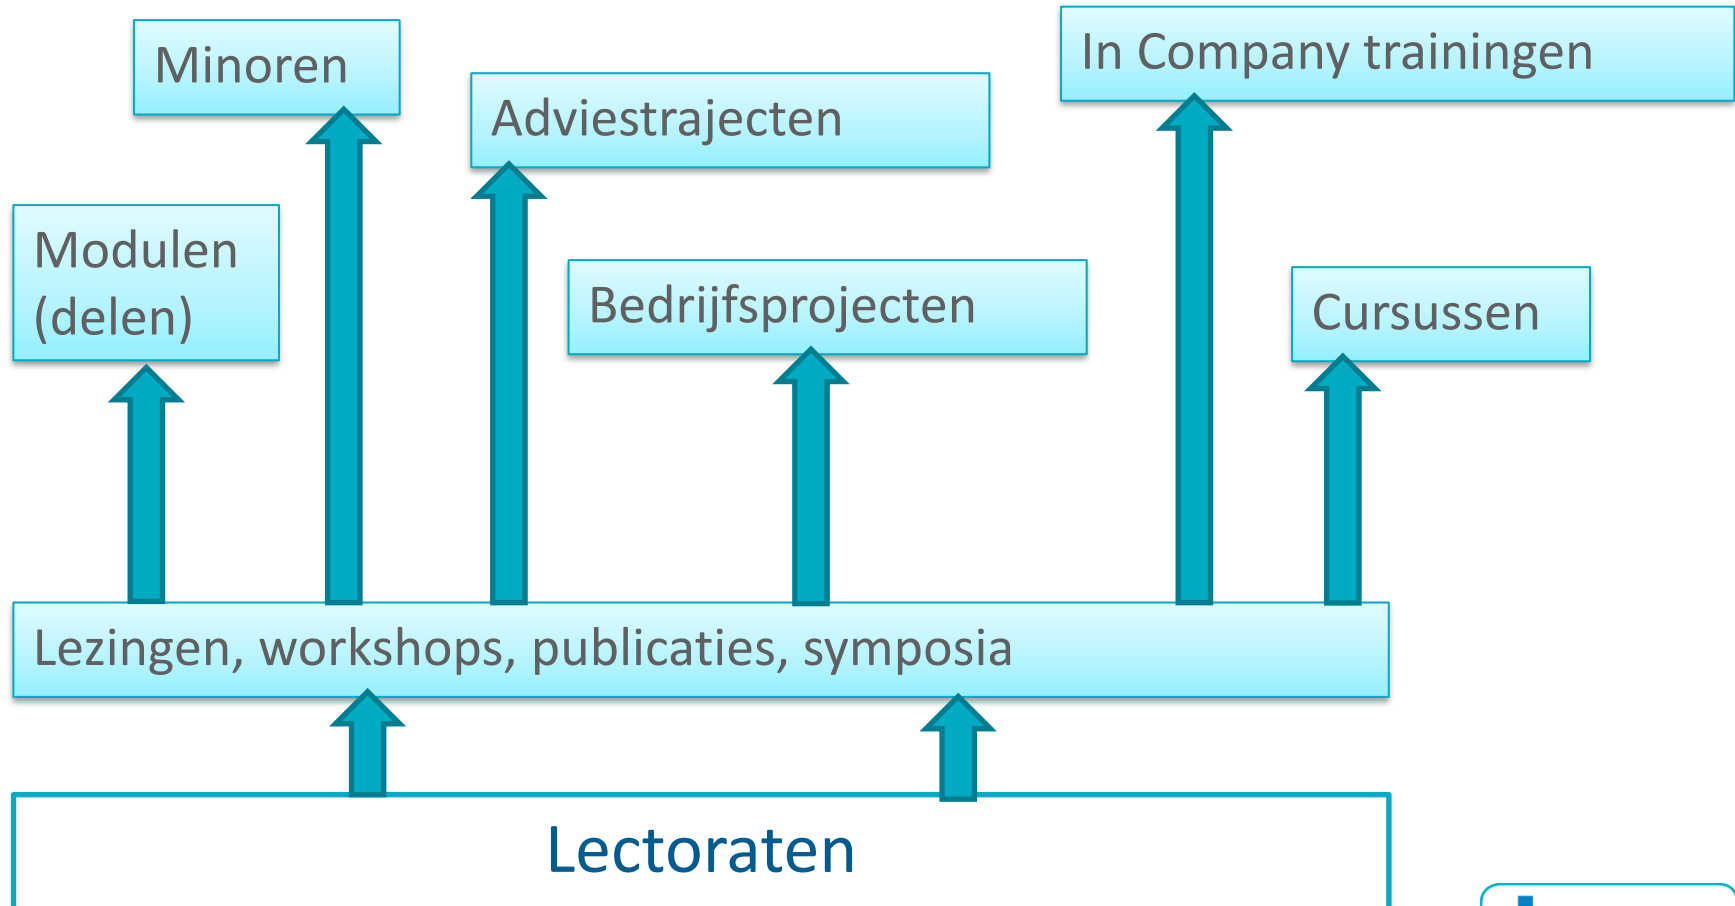 Minoren
In Company trainingen
Adviestrajecten
Modulen
(delen)
Bedrijfsprojecten
Cursussen
Lezingen, workshops, publicaties, symposia
Lectoraten